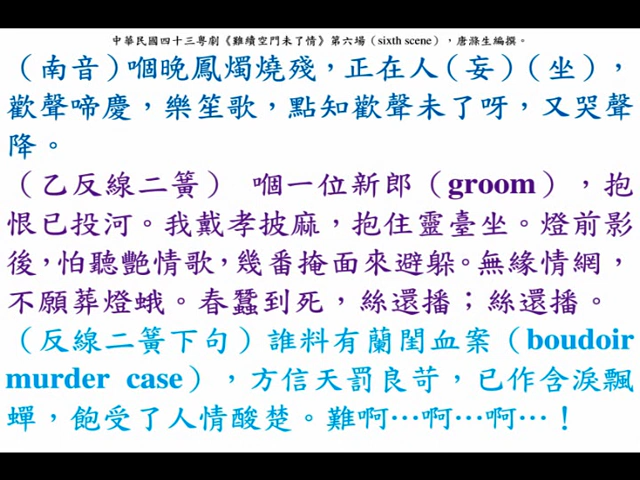 中華民國四十三粵劇《難續空門未了情》第六場（sixth scene），唐滌生編撰。
（南音）嗰晚鳳燭燒殘，正在人（妄）（坐），
歡聲啼慶，樂笙歌，點知歡聲未了呀，又哭聲
降。
（乙反線二簧） 嗰一位新郎（groom），抱
恨已投河。我戴孝披麻，抱住靈臺坐。燈前影
後，怕聽艷情歌，幾番掩面來避躲。無緣情網，
不願葬燈蛾。春蠶到死，絲還播；絲還播。
（反線二簧下句）誰料有蘭閨血案（boudoir
murder case），方信天罰良苛，已作含淚飄
蟬，飽受了人情酸楚。難啊⋯啊⋯啊⋯！